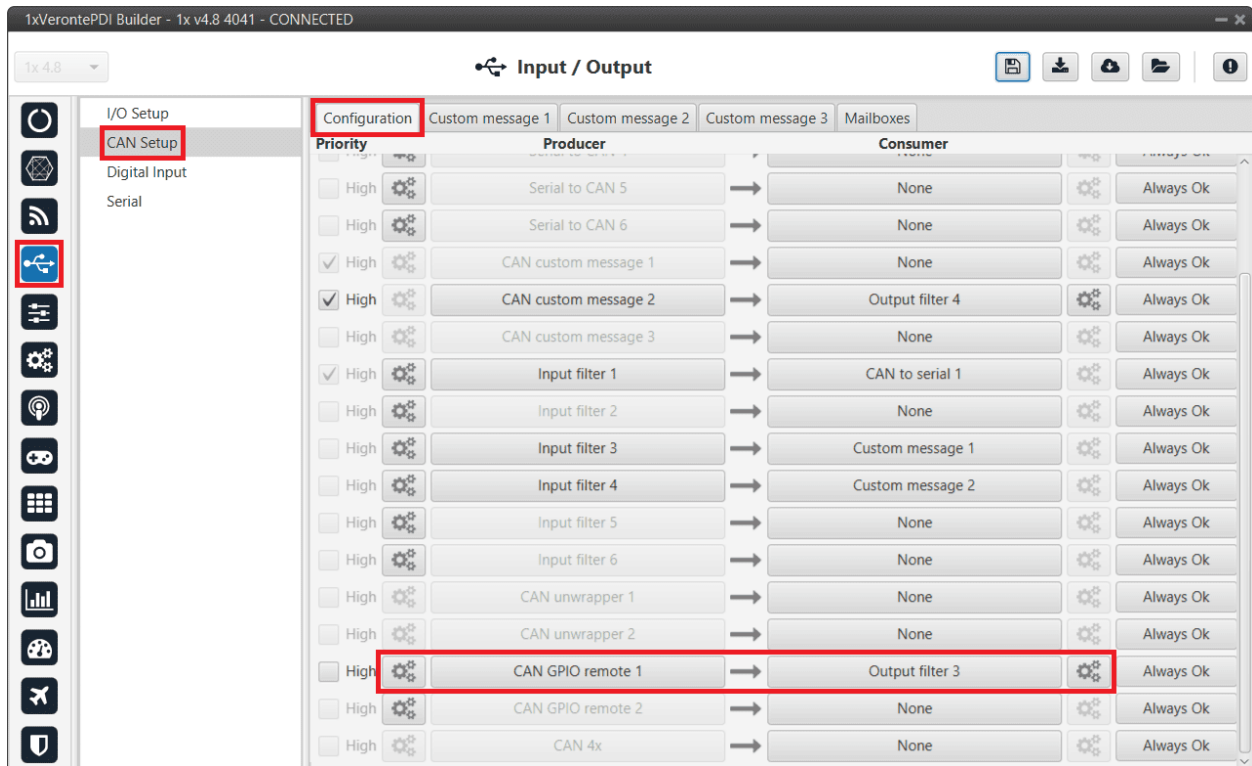 1xVerontePDI Builder - 1x v4.8 4041 - CONNECTED
1x 4.8
Input / Output
I/O Setup
CAN Setup
Digital Input
Serial
Configuration Custom message 1 Custom message 2 Custom message 3 Mailboxes
Priority Producer Consumer
High Serial to CAN 5 None Always Ok
High Serial to CAN 6 None Always Ok
High CAN custom message 1 None Always Ok
High CAN custom message 2 Output filter 4 Always Ok
High CAN custom message 3 None Always Ok
High Input filter 1 CAN to serial 1 Always Ok
High Input filter 2 None Always Ok
High Input filter 3 Custom message 1 Always Ok
High Input filter 4 Custom message 2 Always Ok
High Input filter 5 None Always Ok
High Input filter 6 None Always Ok
High CAN unwrapper 1 None Always Ok
High CAN unwrapper 2 None Always Ok
High CAN GPIO remote 1 Output filter 3 Always Ok
High CAN GPIO remote 2 None Always Ok
High CAN 4x None Always Ok